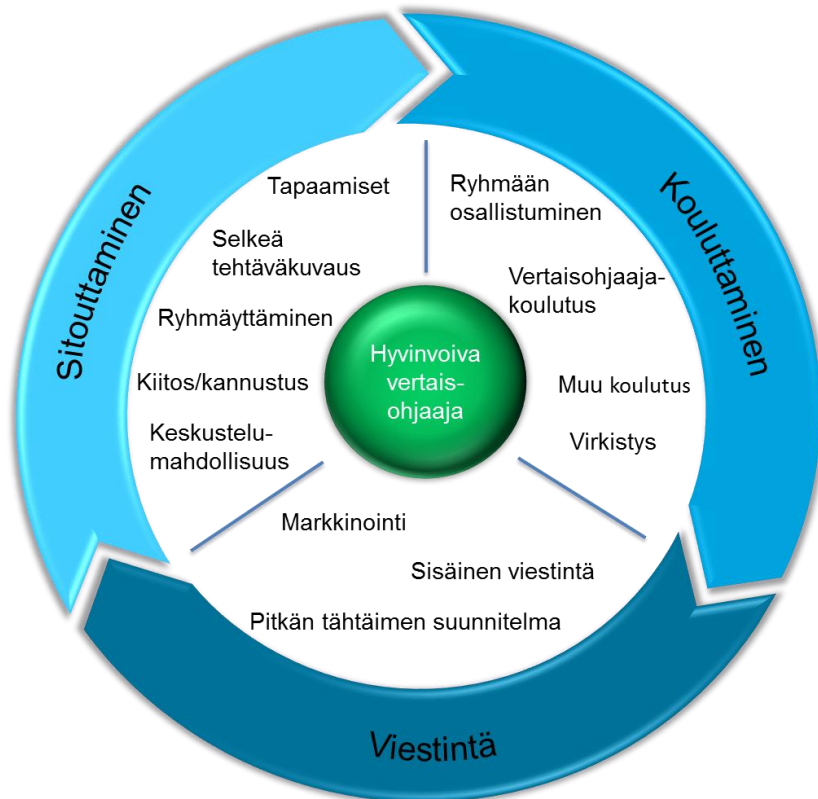 Sitouttaminen
Tapaamiset
Selkeä
tehtäväkuvaus
Ryhmäyttäminen
Kiitos/kannustus
Keskustelu-
mahdollisuus
Kouluttaminen
Ryhmään
osallistuminen
Vertaisohjaaja-
koulutus
Muu koulutus
Virkistys
Hyvinvoiva
vertais-
ohjaaja
Markkinointi
Sisäinen viestintä
Pitkän tähtäimen suunnitelma
Viestintä